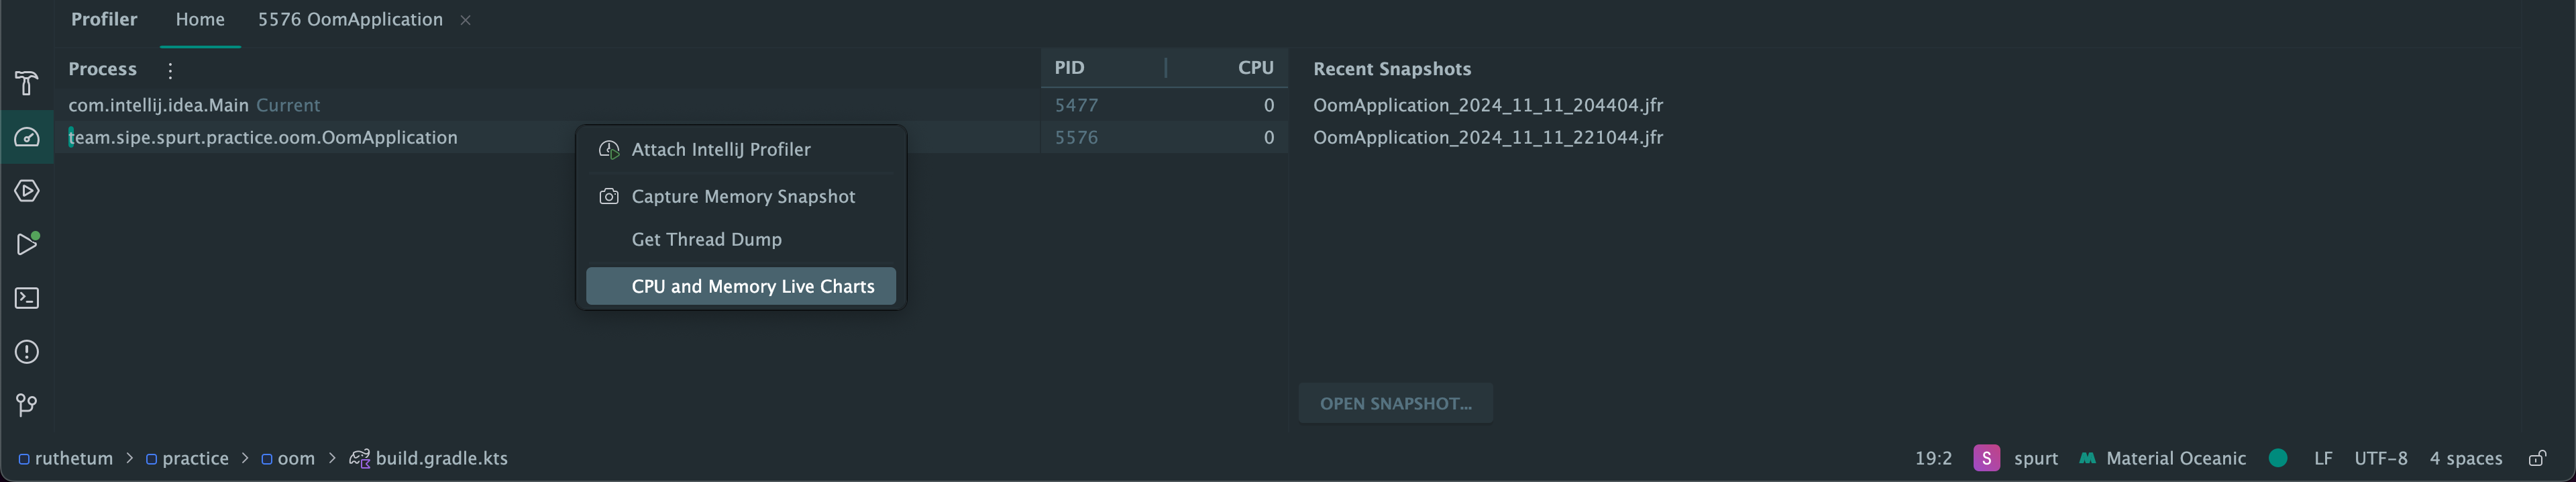 Profiler Home 5576 OomApplication
Process PID CPU Recent Snapshots
com.intellij.idea.Main Current 5477 0 OomApplication_2024_11_11_204404.jfr
team.sipe.spurt.practice.oom.OomApplication 5576 0 OomApplication_2024_11_11_221044.jfr
Attach IntelliJ Profiler
Capture Memory Snapshot
Get Thread Dump
CPU and Memory Live Charts
OPEN SNAPSHOT...
ruthetum > practice > oom > build.gradle.kts 19:2 S spurt Material Oceanic LF UTF-8 4 spaces